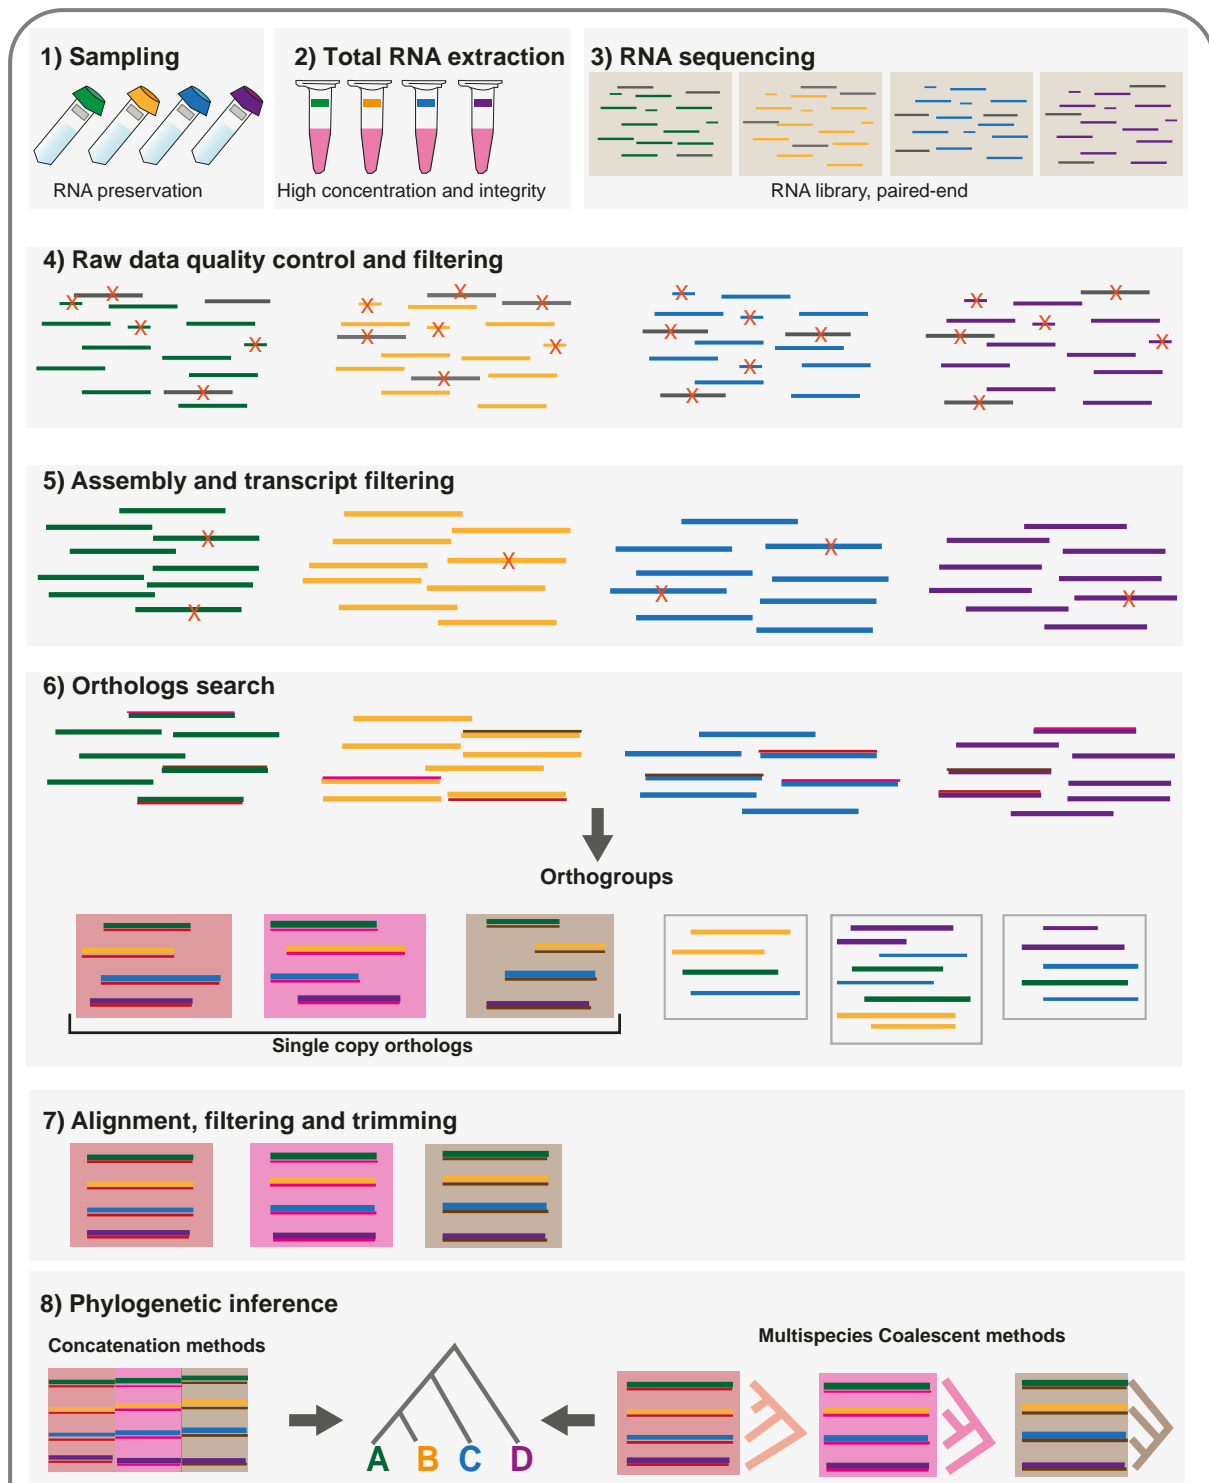 1) Sampling
2) Total RNA extraction
3) RNA sequencing
RNA preservation
High concentration and integrity
RNA library, paired-end
4) Raw data quality control and filtering
X X X X X
X X X X X X X
X X X X X X
X X X X X X
5) Assembly and transcript filtering
X X
X
X X
X
6) Orthologs search
Orthogroups
Single copy orthologs
7) Alignment, filtering and trimming
8) Phylogenetic inference
Concatenation methods
Multispecies Coalescent methods
A B C D